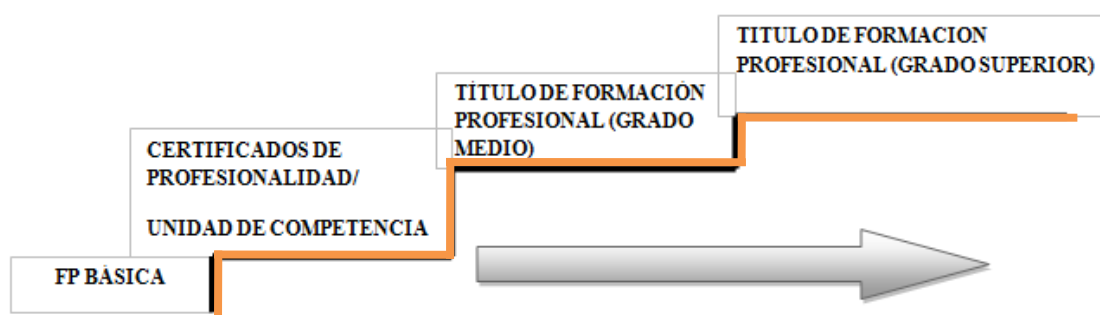 TITULO DE FORMACION
PROFESIONAL (GRADO SUPERIOR)
TÍTULO DE FORMACIÓN
PROFESIONAL (GRADO
MEDIO)
CERTIFICADOS DE
PROFESIONALIDAD/
UNIDAD DE COMPETENCIA
FP BÁSICA